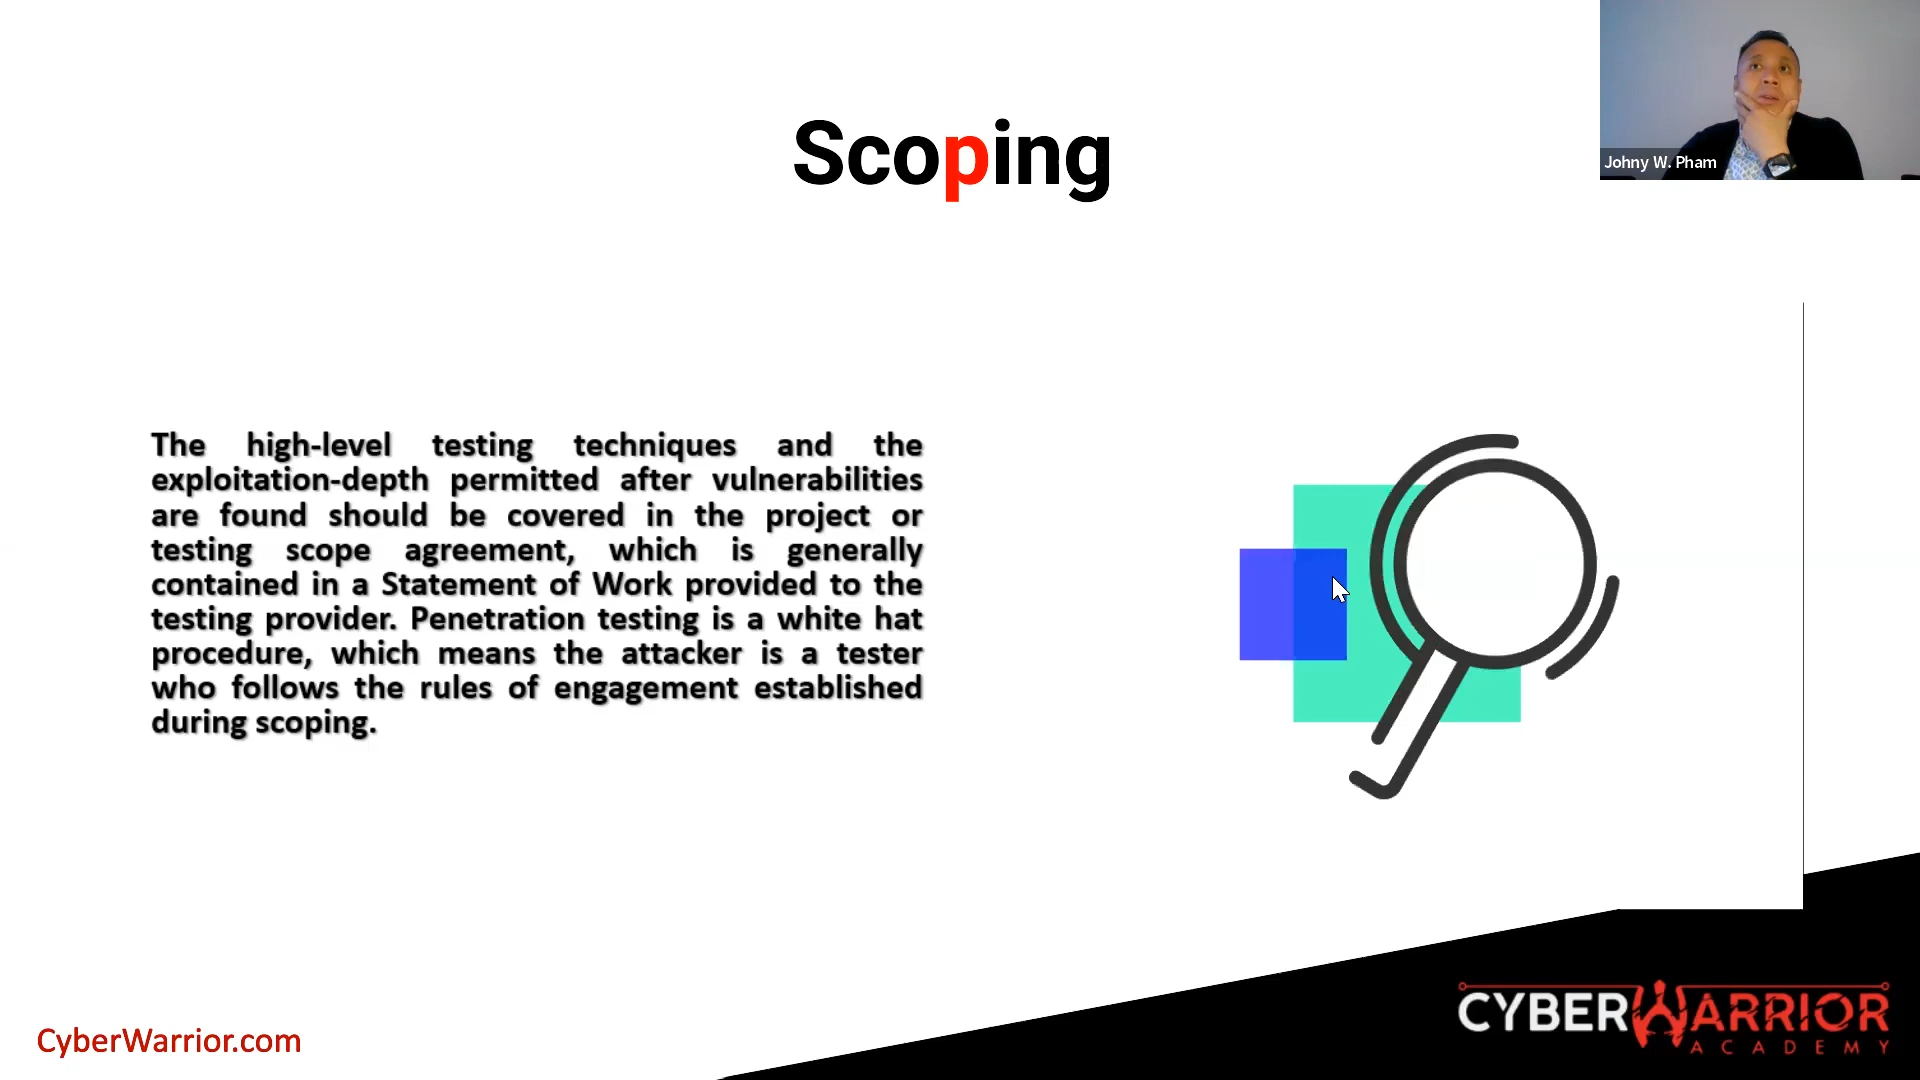 Johny W. Pham
Scoping
The high-level testing techniques and the
exploitation-depth permitted after vulnerabilities
are found should be covered in the project or
testing scope agreement, which is generally
contained in a Statement of Work provided to the
testing provider. Penetration testing is a white hat
procedure, which means the attacker is a tester
who follows the rules of engagement established
during scoping.
CyberWarrior.com
CYBERWARRIOR
ACADEMY